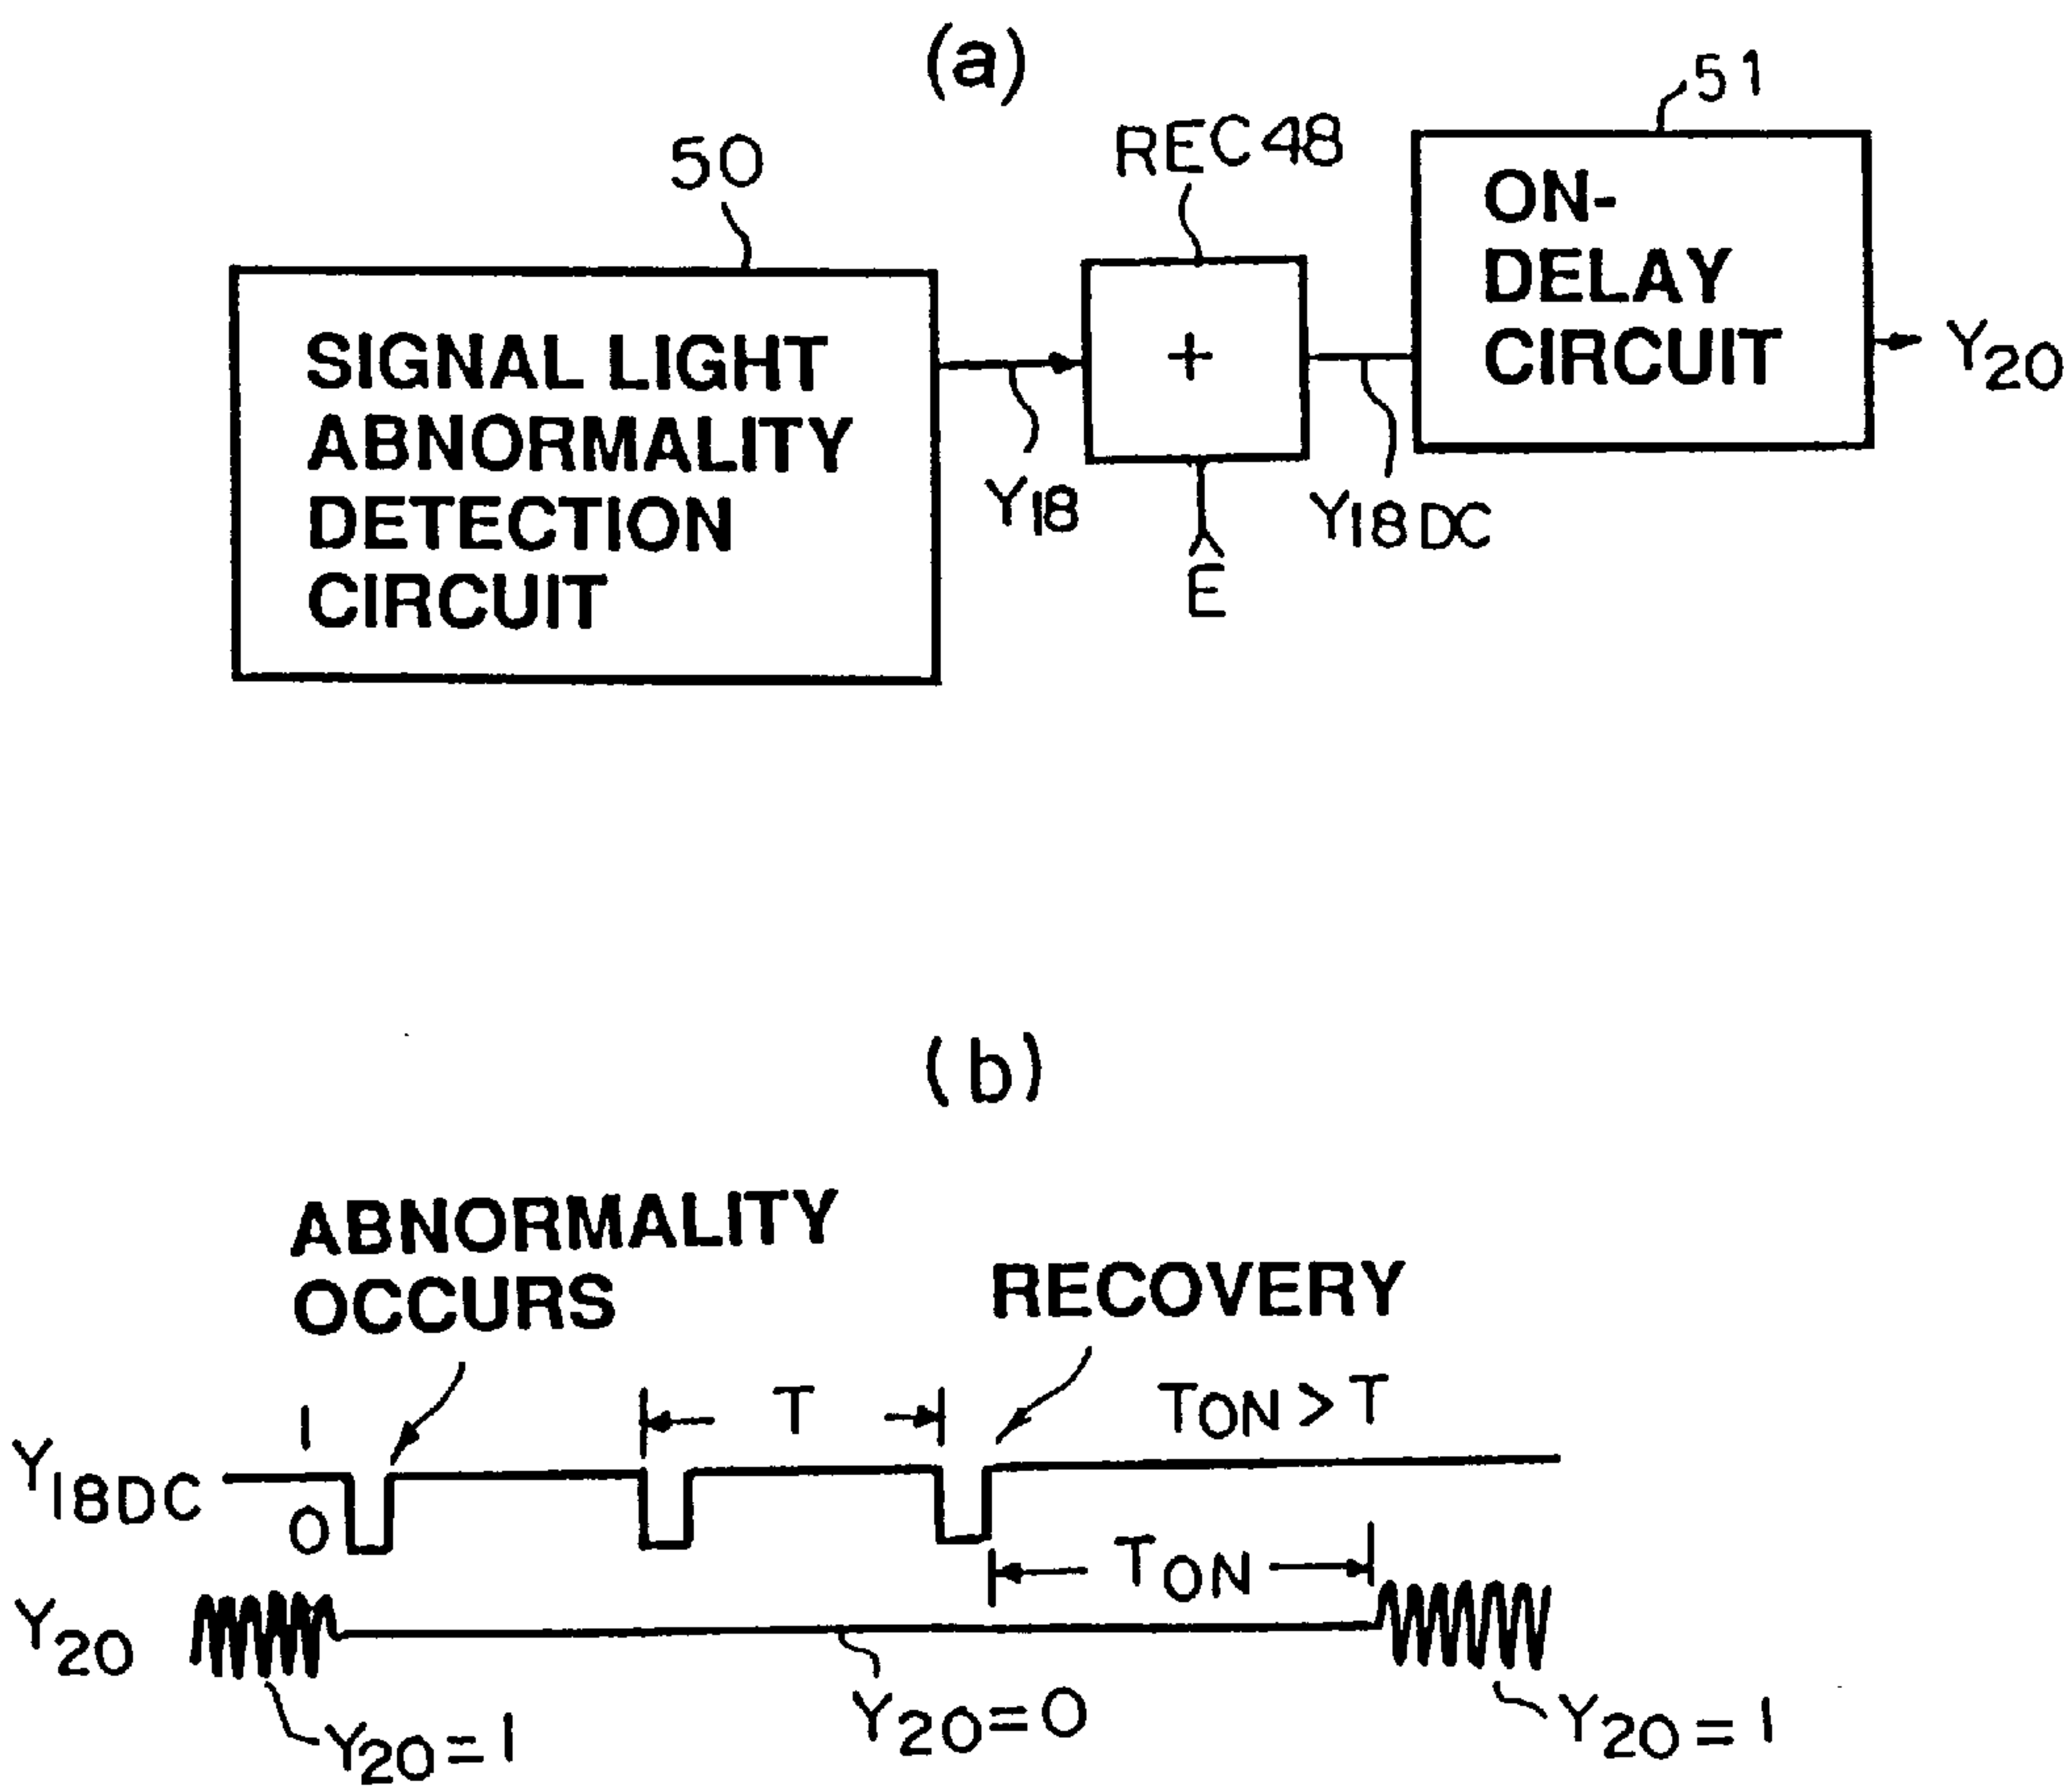 (a)
50
REC48
51
SIGNAL LIGHT
ABNORMALITY
DETECTION
CIRCUIT
+
ON-
DELAY
CIRCUIT
Y18
E
Y18DC
Y20
(b)
ABNORMALITY
OCCURS
RECOVERY
T
TON > T
Y18DC
1
0
TON
Y20
Y20=1
Y20=0
Y20=1